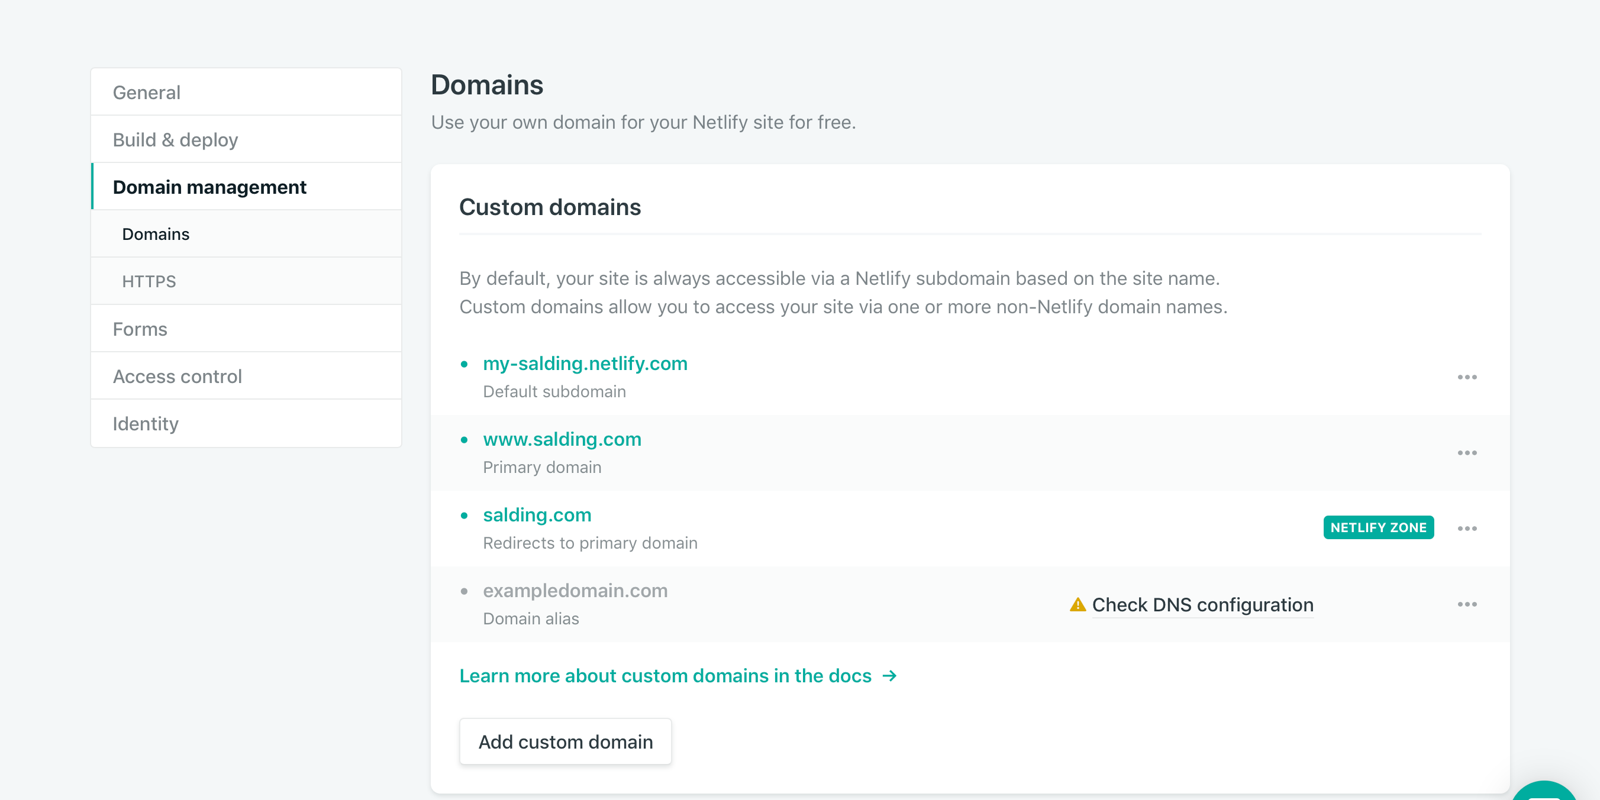 General
Build & deploy
Domain management
Domains
HTTPS
Forms
Access control
Identity
Domains
Use your own domain for your Netlify site for free.
Custom domains
By default, your site is always accessible via a Netlify subdomain based on the site name.
Custom domains allow you to access your site via one or more non-Netlify domain names.
my-salding.netlify.com
Default subdomain
www.salding.com
Primary domain
salding.com
Redirects to primary domain
NETLIFY ZONE
exampledomain.com
Domain alias
Check DNS configuration
Learn more about custom domains in the docs →
Add custom domain